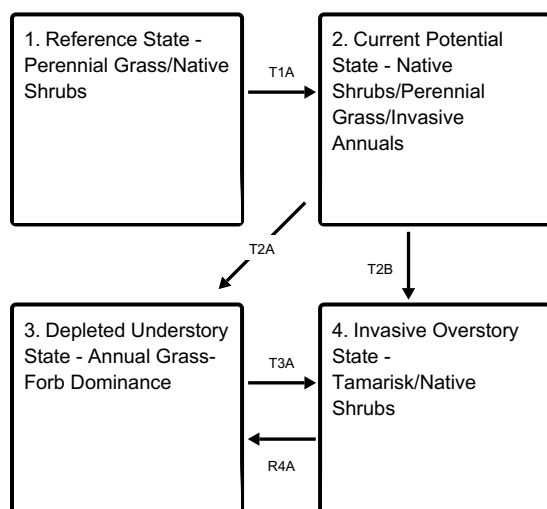 1. Reference State -
Perennial Grass/Native
Shrubs
T1A
2. Current Potential
State - Native
Shrubs/Perennial
Grass/Invasive
Annuals
T2A
T2B
3. Depleted Understory
State - Annual Grass-
Forb Dominance
T3A
4. Invasive Overstory
State -
Tamarisk/Native
Shrubs
R4A